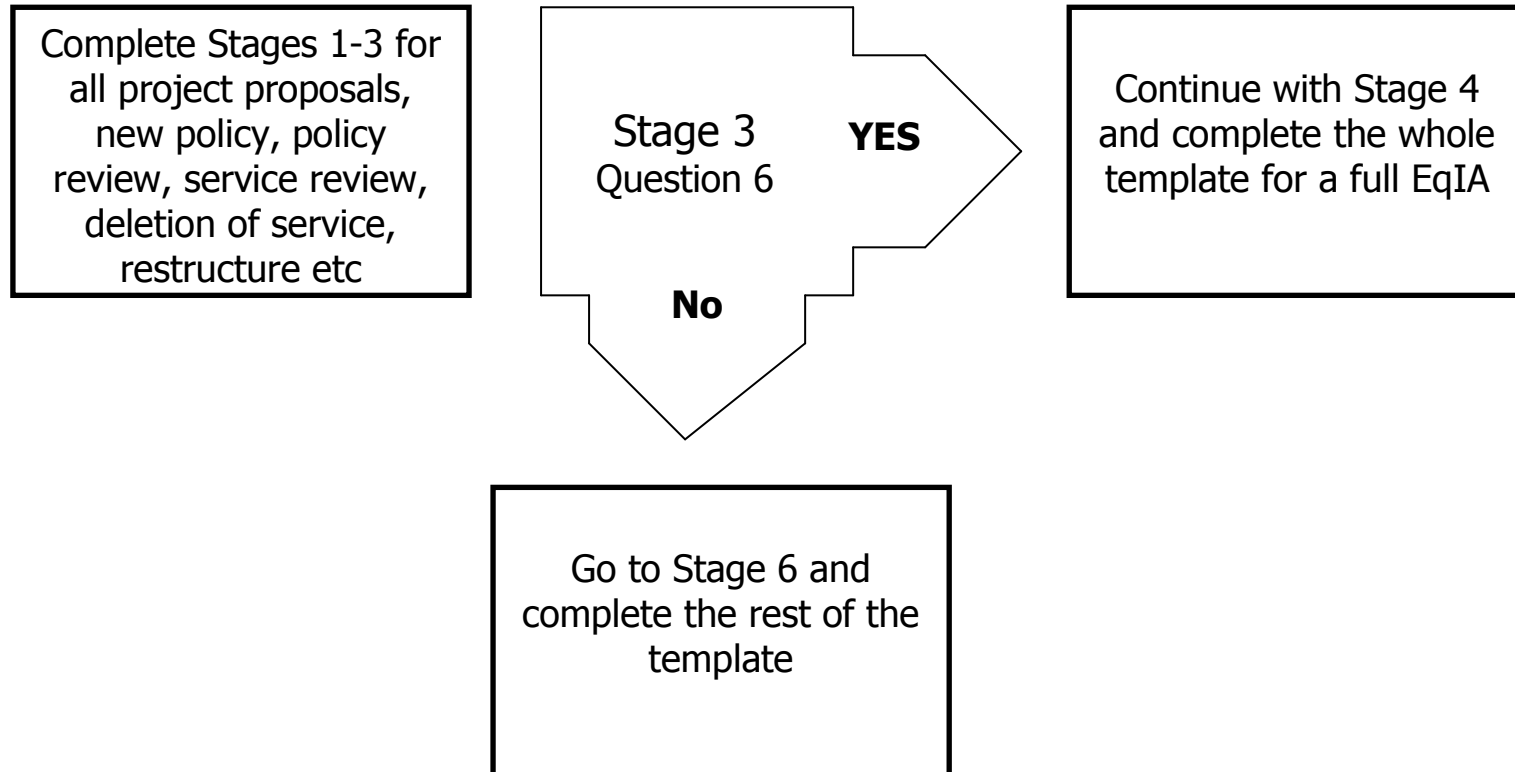 Complete Stages 1-3 for
all project proposals,
new policy, policy
review, service review,
deletion of service,
restructure etc
Stage 3
Question 6
YES
No
Continue with Stage 4
and complete the whole
template for a full EqIA
Go to Stage 6 and
complete the rest of the
template